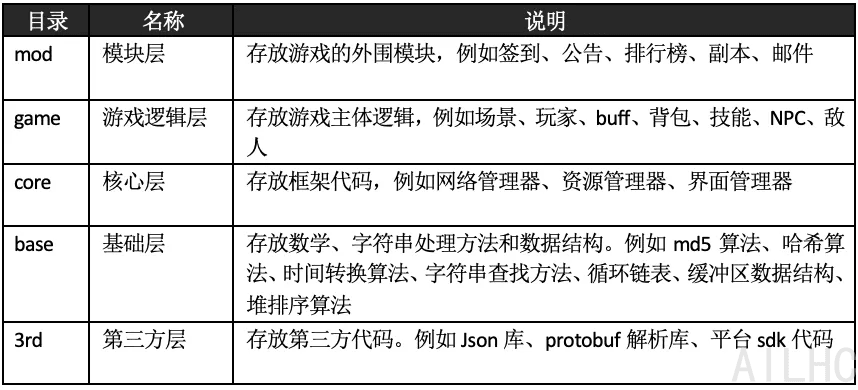 目录 名称 说明
mod 模块层 存放游戏的外围模块，例如签到、公告、排行榜、副本、邮件
game 游戏逻辑层 存放游戏主体逻辑，例如场景、玩家、buff、背包、技能、NPC、敌
人
core 核心层 存放框架代码，例如网络管理器、资源管理器、界面管理器
base 基础层 存放数学、字符串处理方法和数据结构。例如 md5 算法、哈希算
法、时间转换算法、字符串查找方法、循环链表、缓冲区数据结构、
堆排序算法
3rd 第三方层 存放第三方代码。例如 Json 库、protobuf 解析库、平台 sdk 代码
AILHC